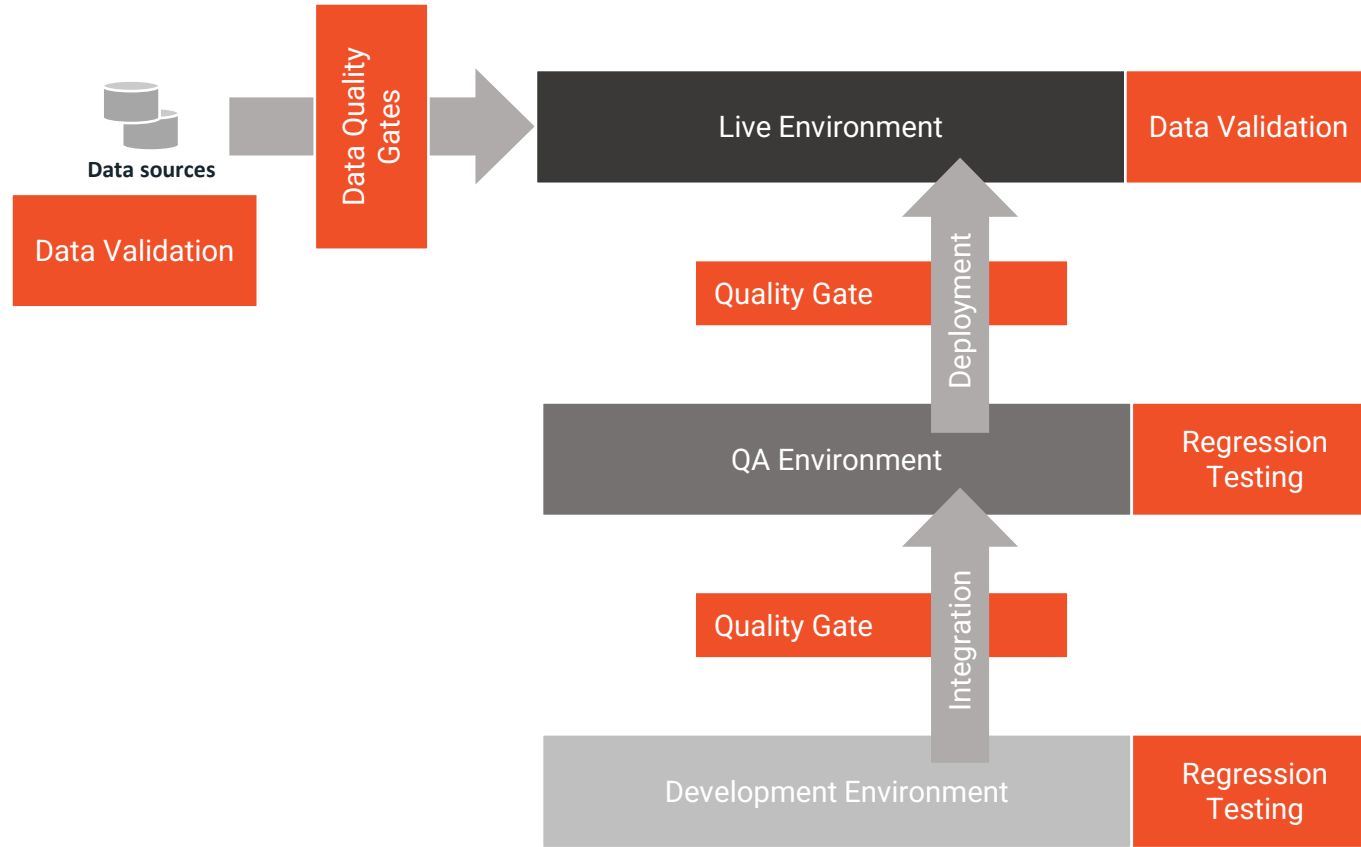 Data sources
Data Validation
Data Quality
Gates
Live Environment
Data Validation
Quality Gate
Deployment
QA Environment
Regression
Testing
Quality Gate
Integration
Development Environment
Regression
Testing